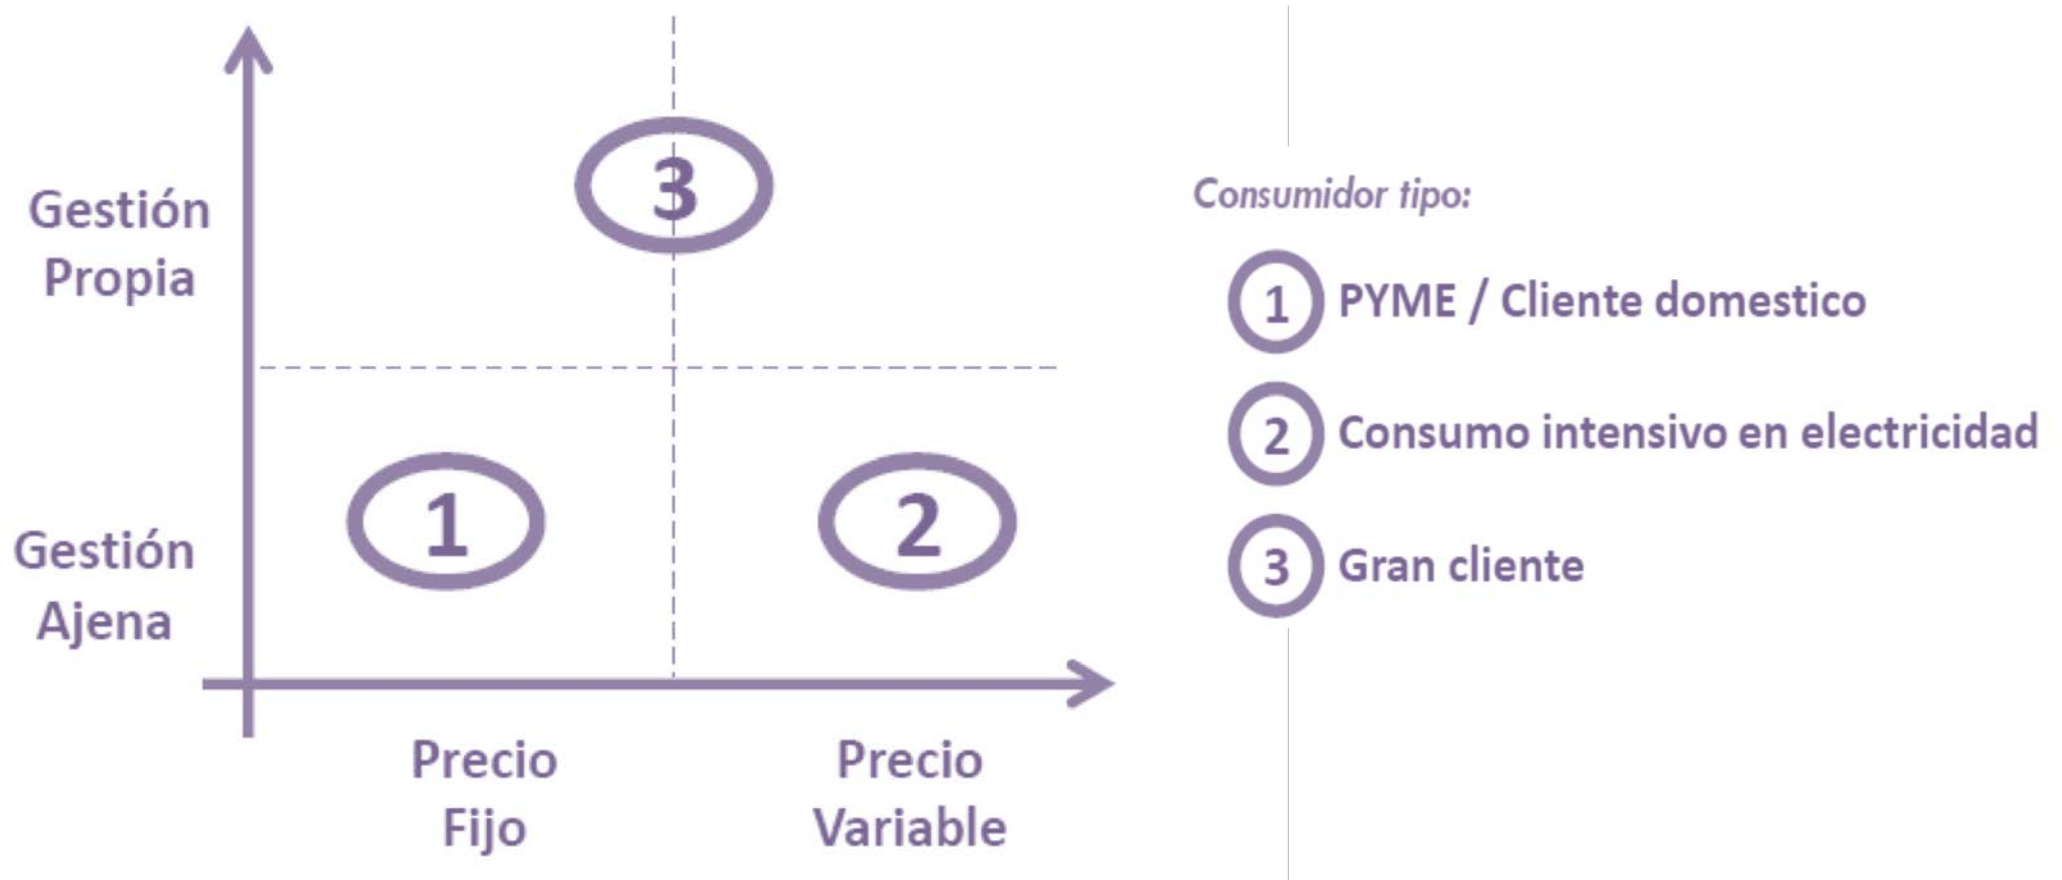 3
Gestión
Propia
1
2
Gestión
Ajena
Precio
Fijo
Precio
Variable
Consumidor tipo:
1 PYME / Cliente domestico
2 Consumo intensivo en electricidad
3 Gran cliente